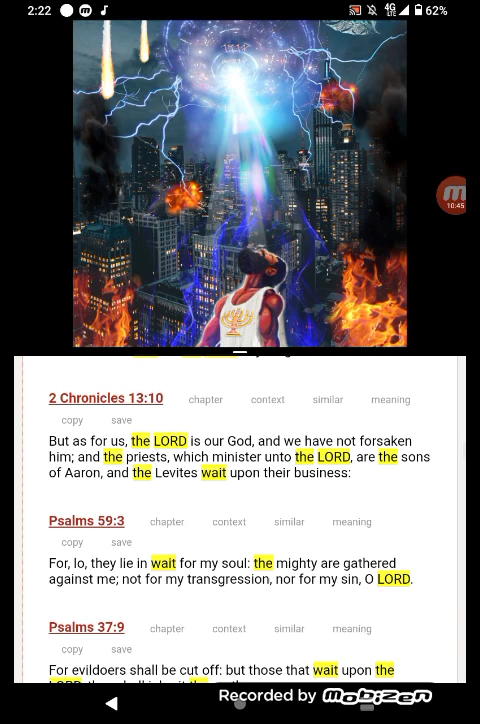 2:22
4G
LTE
62%
10:45
2 Chronicles 13:10 chapter context similar meaning
copy save
But as for us, the LORD is our God, and we have not forsaken
him; and the priests, which minister unto the LORD, are the sons
of Aaron, and the Levites wait upon their business:
Psalms 59:3 chapter context similar meaning
copy save
For, lo, they lie in wait for my soul: the mighty are gathered
against me; not for my transgression, nor for my sin, O LORD.
Psalms 37:9 chapter context similar meaning
copy save
For evildoers shall be cut off: but those that wait upon the
Recorded by mobizen